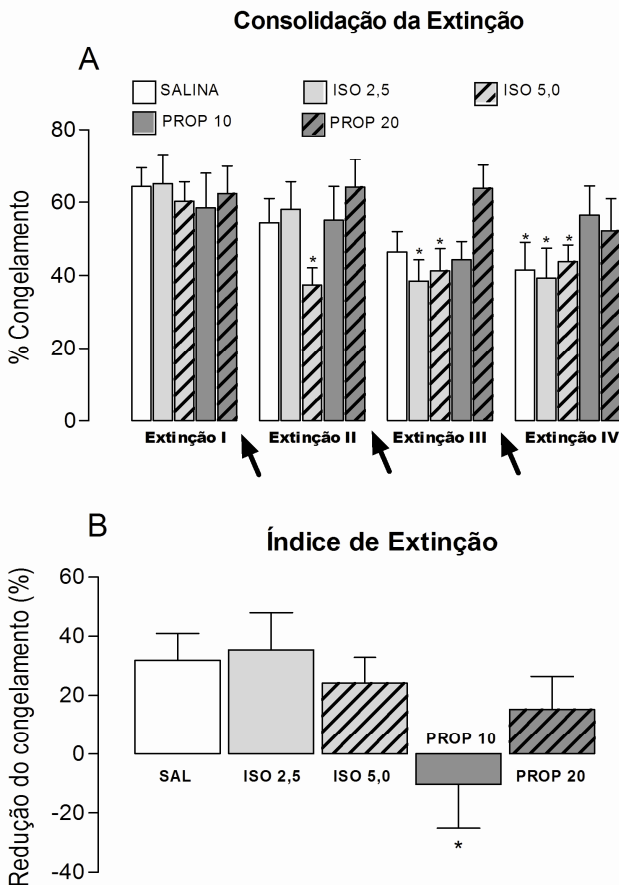 Consolidação da Extinção
A
SALINA
ISO 2,5
ISO 5,0
PROP 10
PROP 20
% Congelamento
80
60
40
20
0
*
* *
* * *
Extinção I
Extinção II
Extinção III
Extinção IV
B
Índice de Extinção
Redução do congelamento (%)
60
40
20
0
-20
-40
SAL
ISO 2,5
ISO 5,0
PROP 10
PROP 20
*